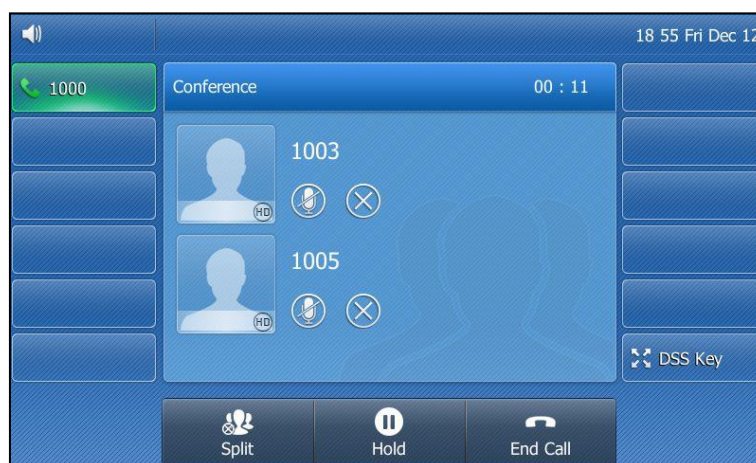 18 55 Fri Dec 12
1000
Conference 00 : 11
1003
HD
1005
HD
DSS Key
Split Hold End Call